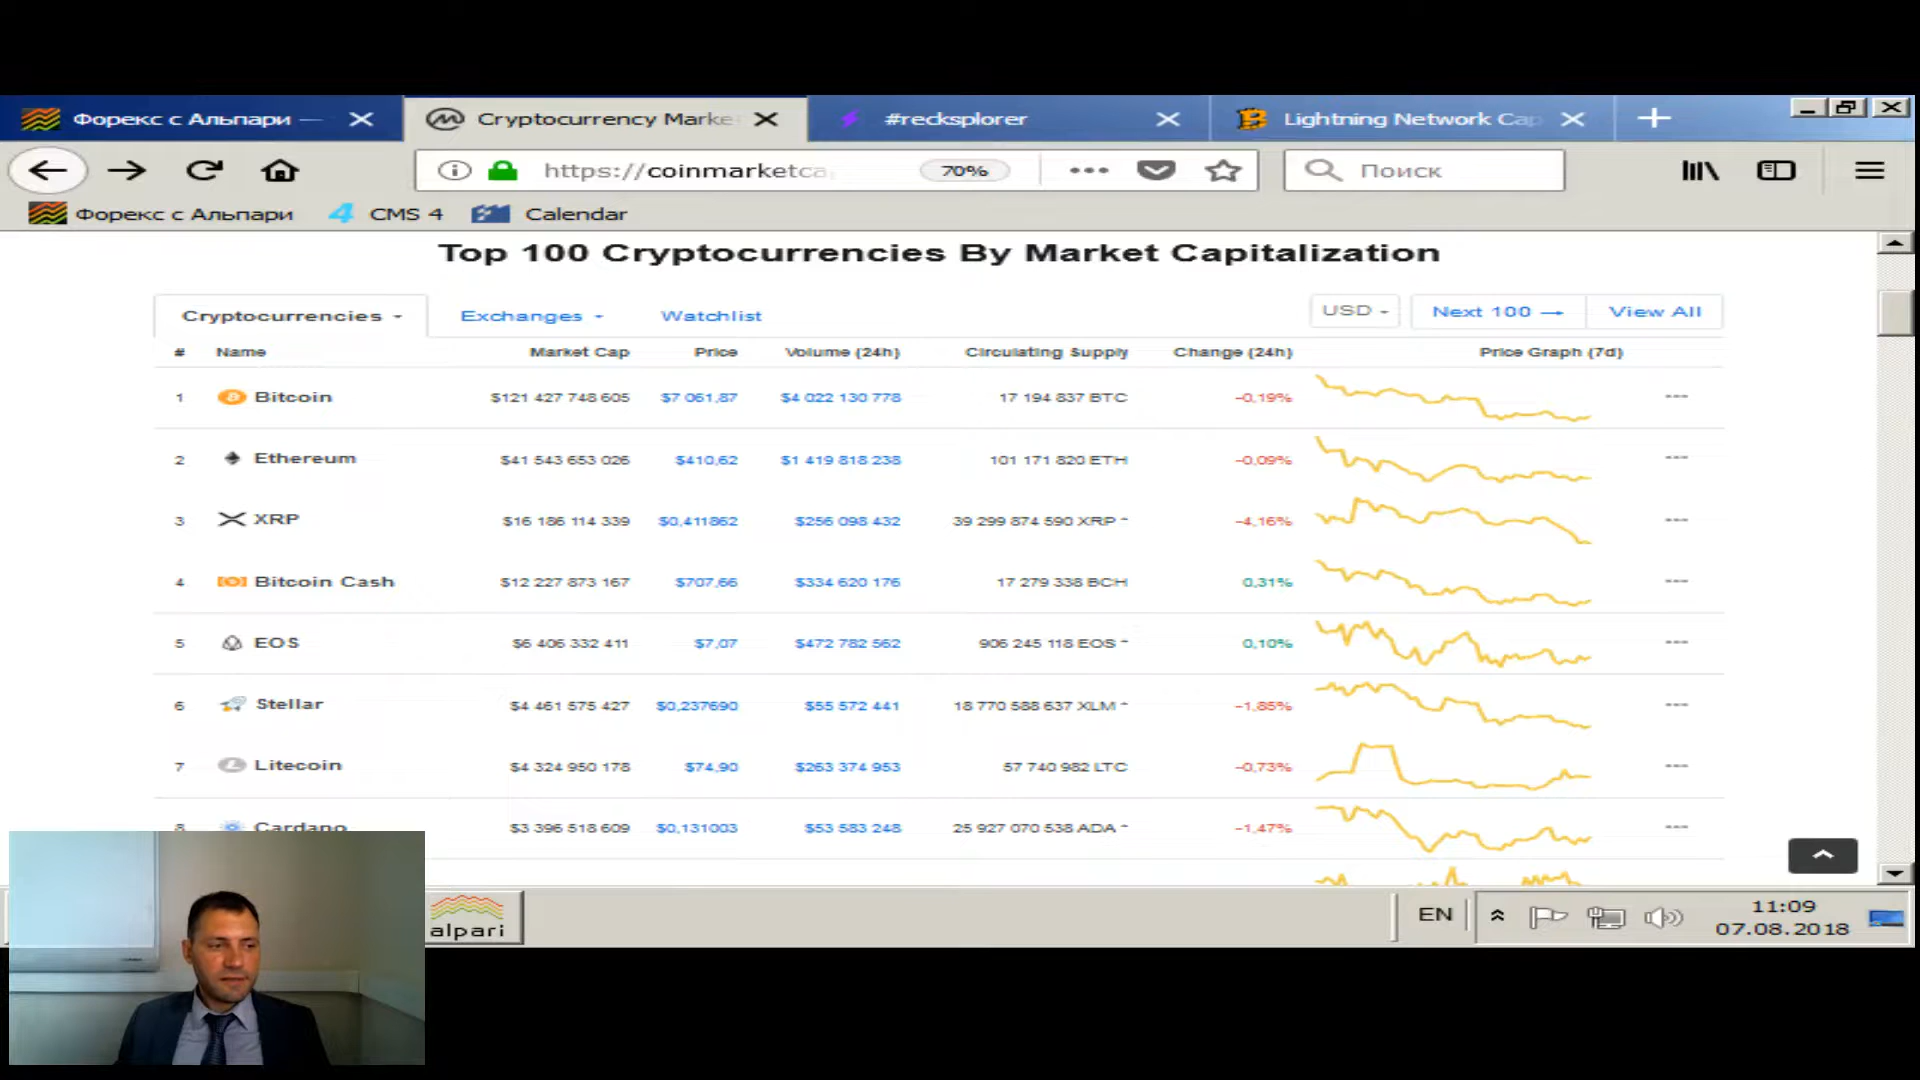 Форекс с Альпари —
Cryptocurrency Marke
#recksplorer
Lightning Network Cap
https://coinmarketca
70%
Поиск
Форекс с Альпари
CMS 4
Calendar
Top 100 Cryptocurrencies By Market Capitalization
Cryptocurrencies
Exchanges
Watchlist
USD
Next 100 →
View All
# Name Market Cap Price Volume (24h) Circulating Supply Change (24h) Price Graph (7d)
1 Bitcoin $121 427 748 605 $7 061,87 $4 022 130 778 17 194 837 BTC -0,19%
2 Ethereum $41 543 653 026 $410,62 $1 419 818 238 101 171 820 ETH -0,09%
3 XRP $16 186 114 339 $0,411862 $256 098 432 39 299 874 590 XRP * -4,16%
4 Bitcoin Cash $12 227 873 167 $707,66 $334 620 176 17 279 338 BCH 0,31%
5 EOS $6 406 332 411 $7,07 $472 782 562 906 245 118 EOS * 0,10%
6 Stellar $4 461 575 427 $0,237690 $55 572 441 18 770 588 637 XLM * -1,85%
7 Litecoin $4 324 950 178 $74,90 $263 374 953 57 740 982 LTC -0,73%
8 Cardano $3 396 518 609 $0,131003 $53 583 248 25 927 070 538 ADA * -1,47%
alpari
EN
11:09
07.08.2018